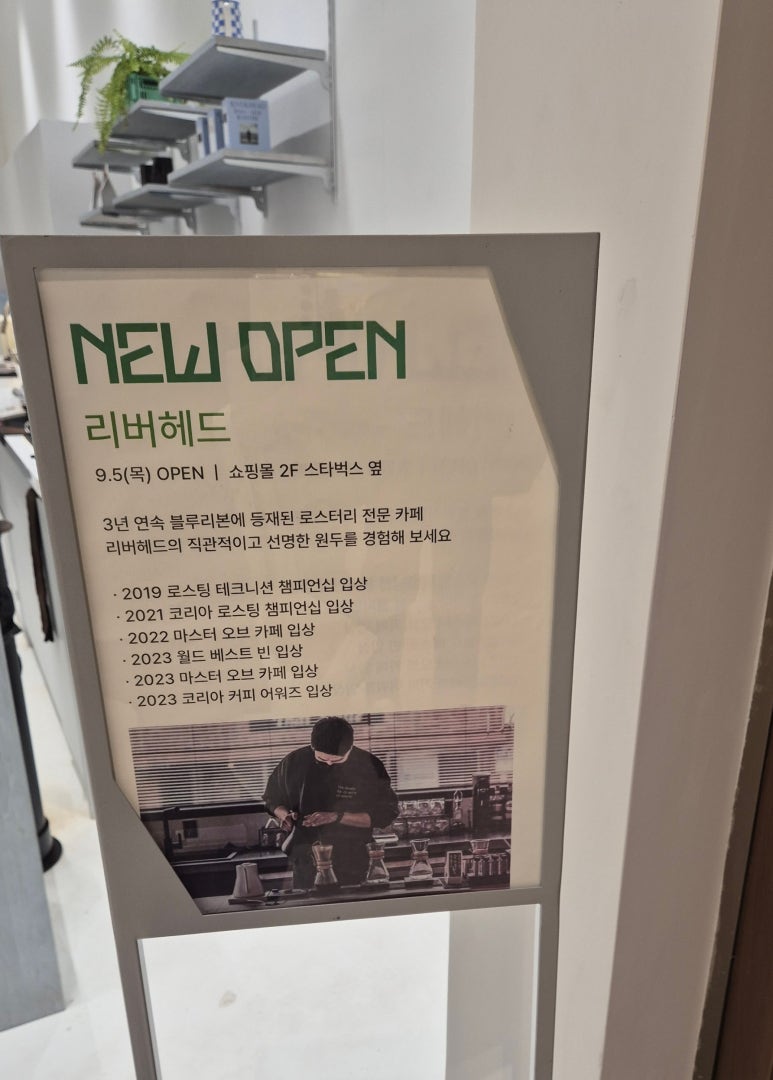 NEW OPEN
리버헤드
9.5(목) OPEN | 쇼핑몰 2F 스타벅스 옆
3년 연속 블루리본에 등재된 로스터리 전문 카페
리버헤드의 직관적이고 선명한 원두를 경험해 보세요
· 2019 로스팅 테크니션 챔피언십 입상
· 2021 코리아 로스팅 챔피언십 입상
· 2022 마스터 오브 카페 입상
· 2023 월드 베스트 빈 입상
· 2023 마스터 오브 카페 입상
· 2023 코리아 커피 어워즈 입상